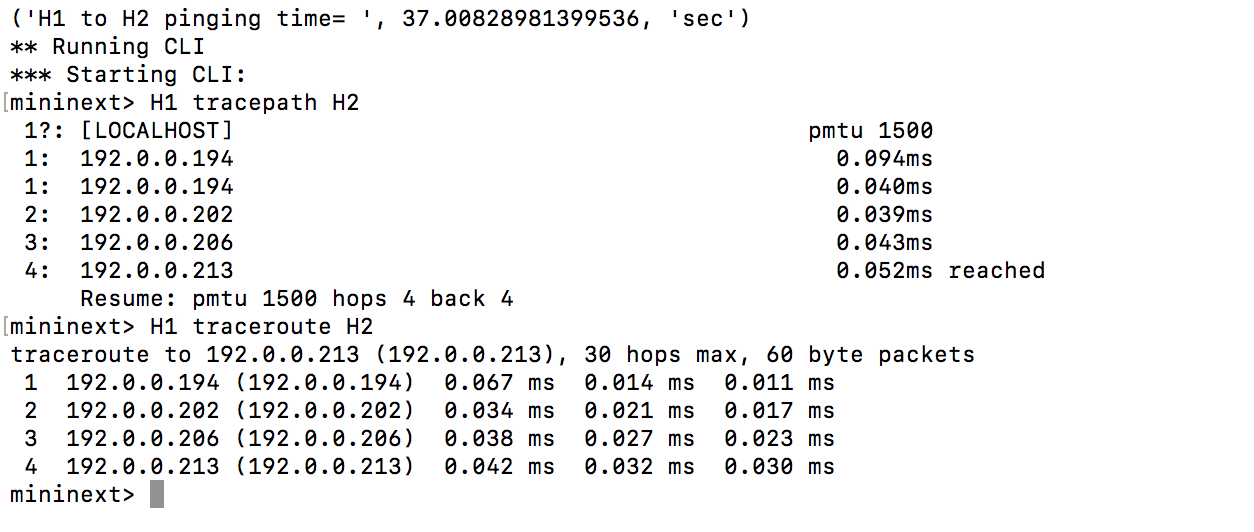 ('H1 to H2 pinging time= ', 37.00828981399536, 'sec')
** Running CLI
*** Starting CLI:
[mininext> H1 tracepath H2
 1?: [LOCALHOST]                                         pmtu 1500
 1:  192.0.0.194                                           0.094ms
 1:  192.0.0.194                                           0.040ms
 2:  192.0.0.202                                           0.039ms
 3:  192.0.0.206                                           0.043ms
 4:  192.0.0.213                                           0.052ms reached
     Resume: pmtu 1500 hops 4 back 4
[mininext> H1 traceroute H2
traceroute to 192.0.0.213 (192.0.0.213), 30 hops max, 60 byte packets
 1  192.0.0.194 (192.0.0.194)  0.067 ms  0.014 ms  0.011 ms
 2  192.0.0.202 (192.0.0.202)  0.034 ms  0.021 ms  0.017 ms
 3  192.0.0.206 (192.0.0.206)  0.038 ms  0.027 ms  0.023 ms
 4  192.0.0.213 (192.0.0.213)  0.042 ms  0.032 ms  0.030 ms
mininext>